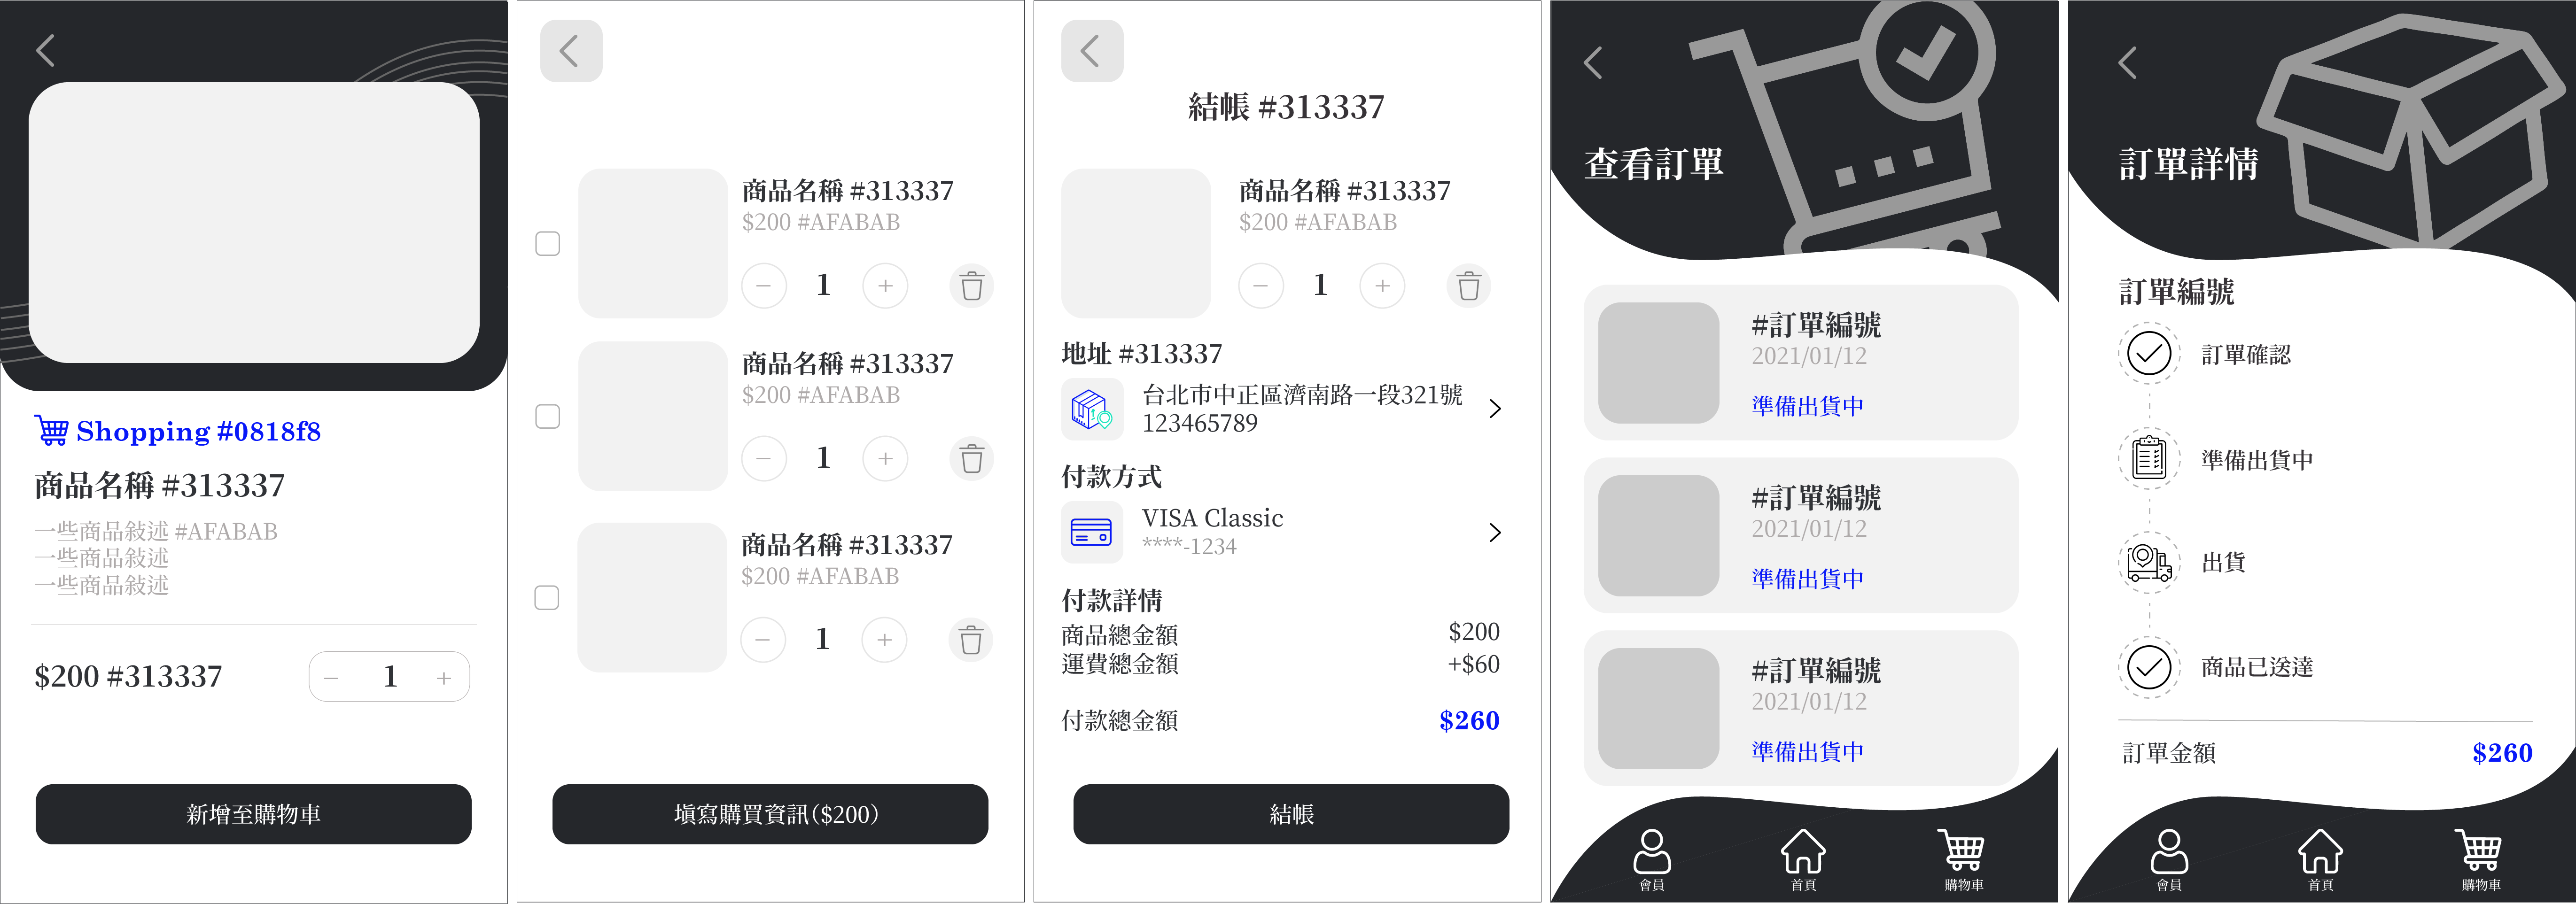 Shopping #0818f8
商品名稱 #313337
一些商品敍述 #AFABAB
一些商品敍述
一些商品敍述
$200 #313337
1
新增至購物車
商品名稱 #313337
$200 #AFABAB
1
商品名稱 #313337
$200 #AFABAB
1
商品名稱 #313337
$200 #AFABAB
1
填寫購買資訊($200)
結帳 #313337
商品名稱 #313337
$200 #AFABAB
1
地址 #313337
台北市中正區濟南路一段321號
123465789
付款方式
VISA Classic
****-1234
付款詳情
商品總金額 $200
運費總金額 +$60
付款總金額 $260
結帳
查看訂單
#訂單編號
2021/01/12
準備出貨中
#訂單編號
2021/01/12
準備出貨中
#訂單編號
2021/01/12
準備出貨中
會員 首頁 購物車
訂單詳情
訂單編號
訂單確認
準備出貨中
出貨
商品已送達
訂單金額 $260
會員 首頁 購物車